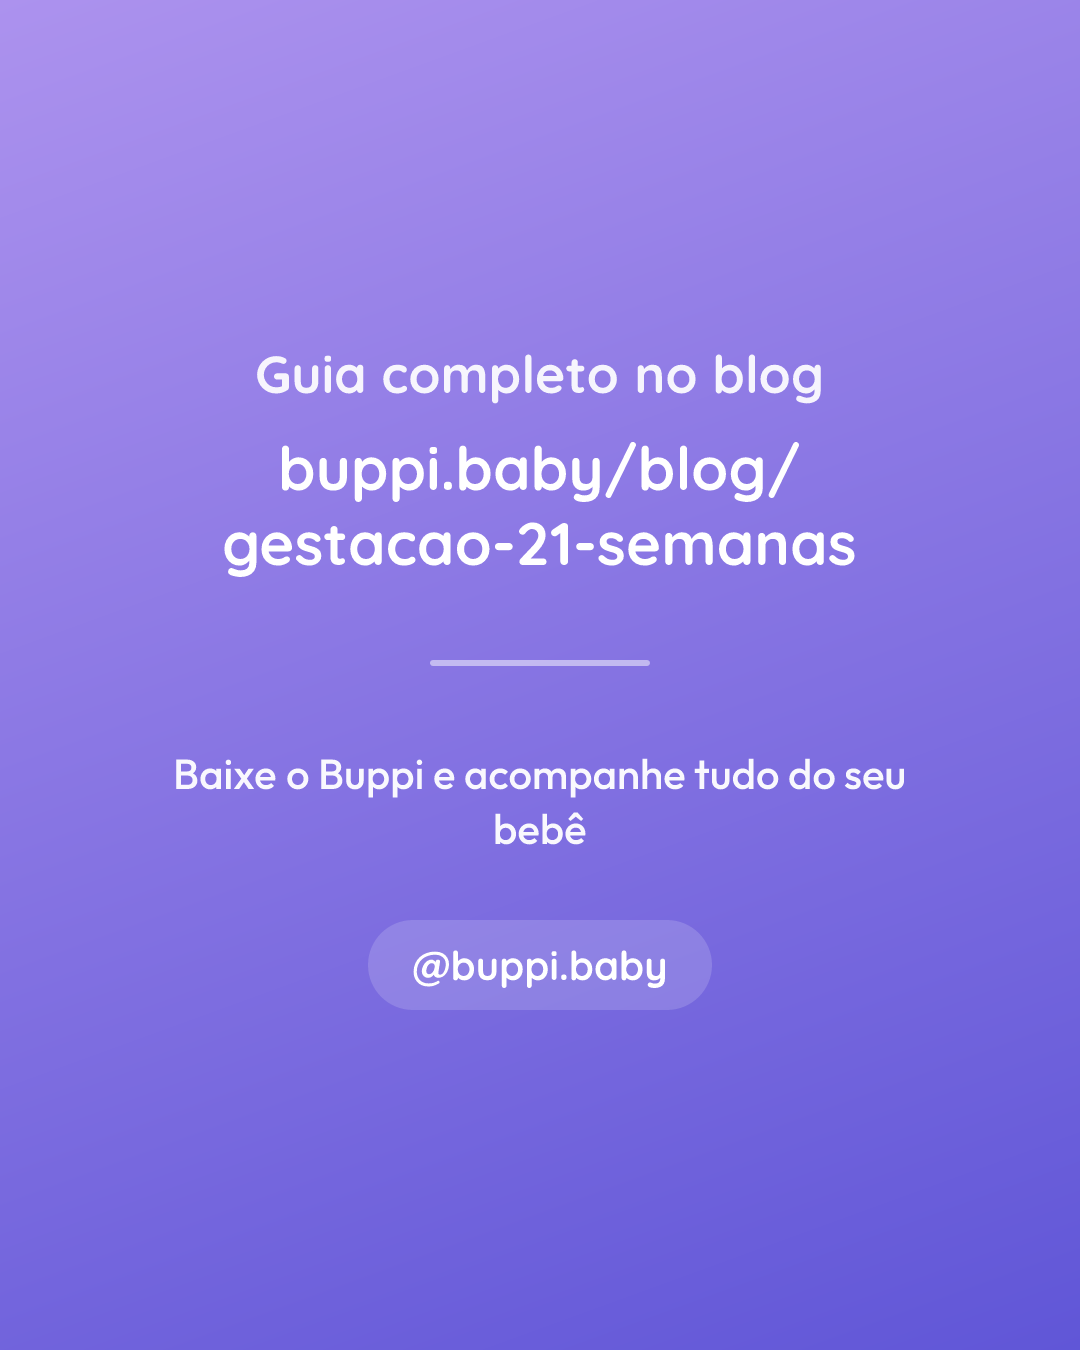 Guia completo no blog
buppi.baby/blog/
gestacao-21-semanas
Baixe o Buppi e acompanhe tudo do seu
bebê
@buppi.baby